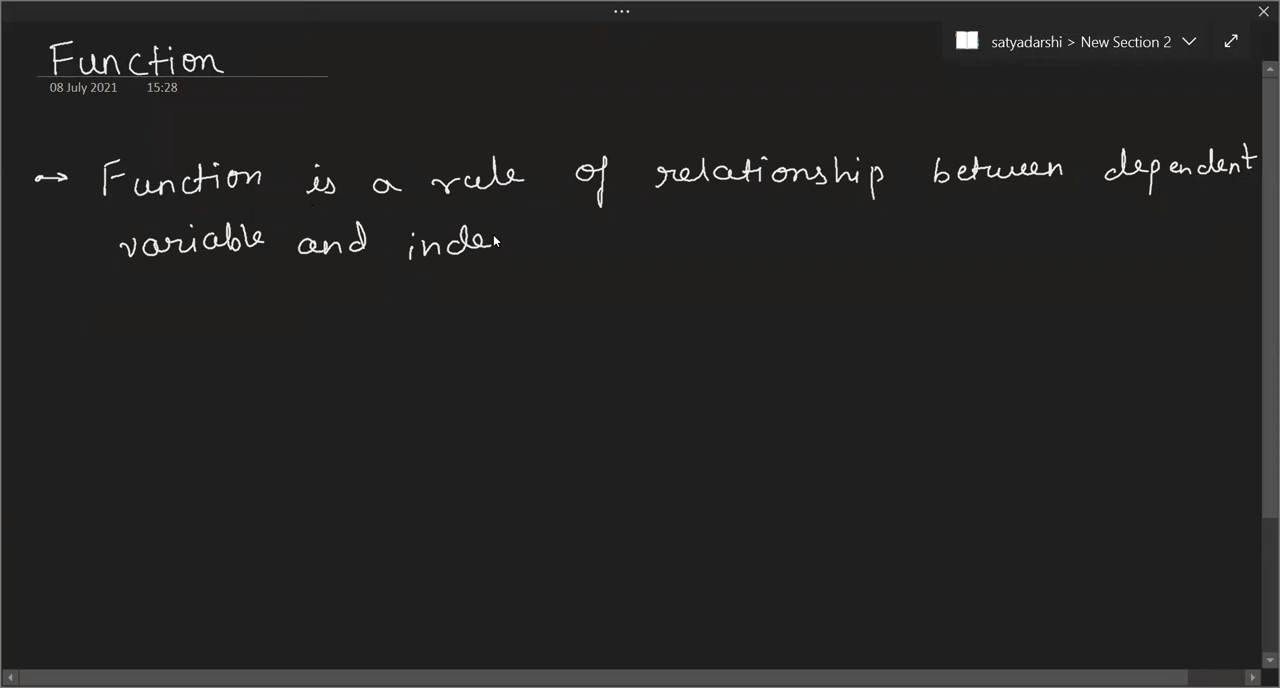 ...
satyadarshi > New Section 2
Function
08 July 2021 15:28
→ Function is a rule of relationship between dependent
variable and inde